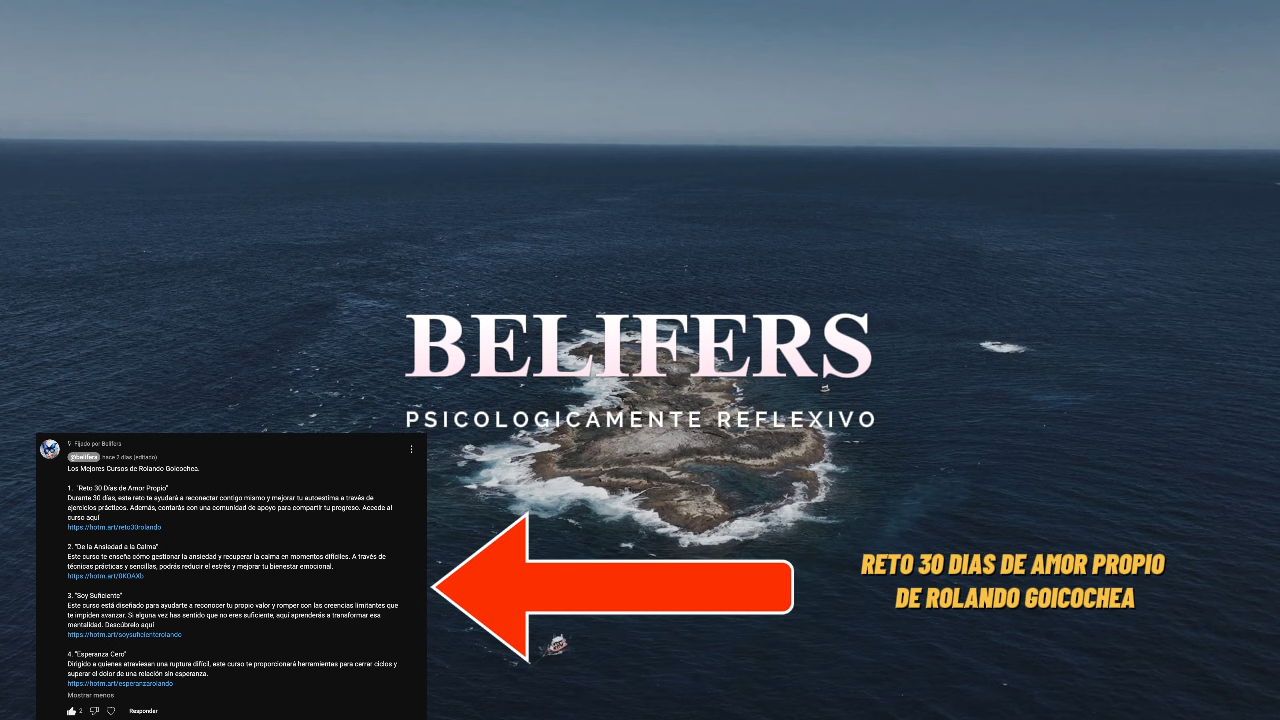 BELIFERS
PSICOLOGICAMENTE REFLEXIVO
Fijado por Belifers
@belifers hace 2 días (editado)
Los Mejores Cursos de Rolando Goicochea.
1. "Reto 30 Días de Amor Propio"
Durante 30 días, este reto te ayudará a reconectar contigo mismo y mejorar tu autoestima a través de
ejercicios prácticos. Además, contarás con una comunidad de apoyo para compartir tu progreso. Accede al
curso aquí
https://hotm.art/reto30rolando
2. "De la Ansiedad a la Calma"
Este curso te enseña cómo gestionar la ansiedad y recuperar la calma en momentos difíciles. A través de
técnicas prácticas y sencillas, podrás reducir el estrés y mejorar tu bienestar emocional.
https://hotm.art/0KOAXb
3. "Soy Suficiente"
Este curso está diseñado para ayudarte a reconocer tu propio valor y romper con las creencias limitantes que
te impiden avanzar. Si alguna vez has sentido que no eres suficiente, aquí aprenderás a transformar esa
mentalidad. Descúbrelo aquí
https://hotm.art/soysuficienterolando
4. "Esperanza Cero"
Dirigido a quienes atraviesan una ruptura difícil, este curso te proporcionará herramientas para cerrar ciclos y
superar el dolor de una relación sin esperanza.
https://hotm.art/esperanzarolando
Mostrar menos
2
Responder
RETO 30 DIAS DE AMOR PROPIO
DE ROLANDO GOICOCHEA